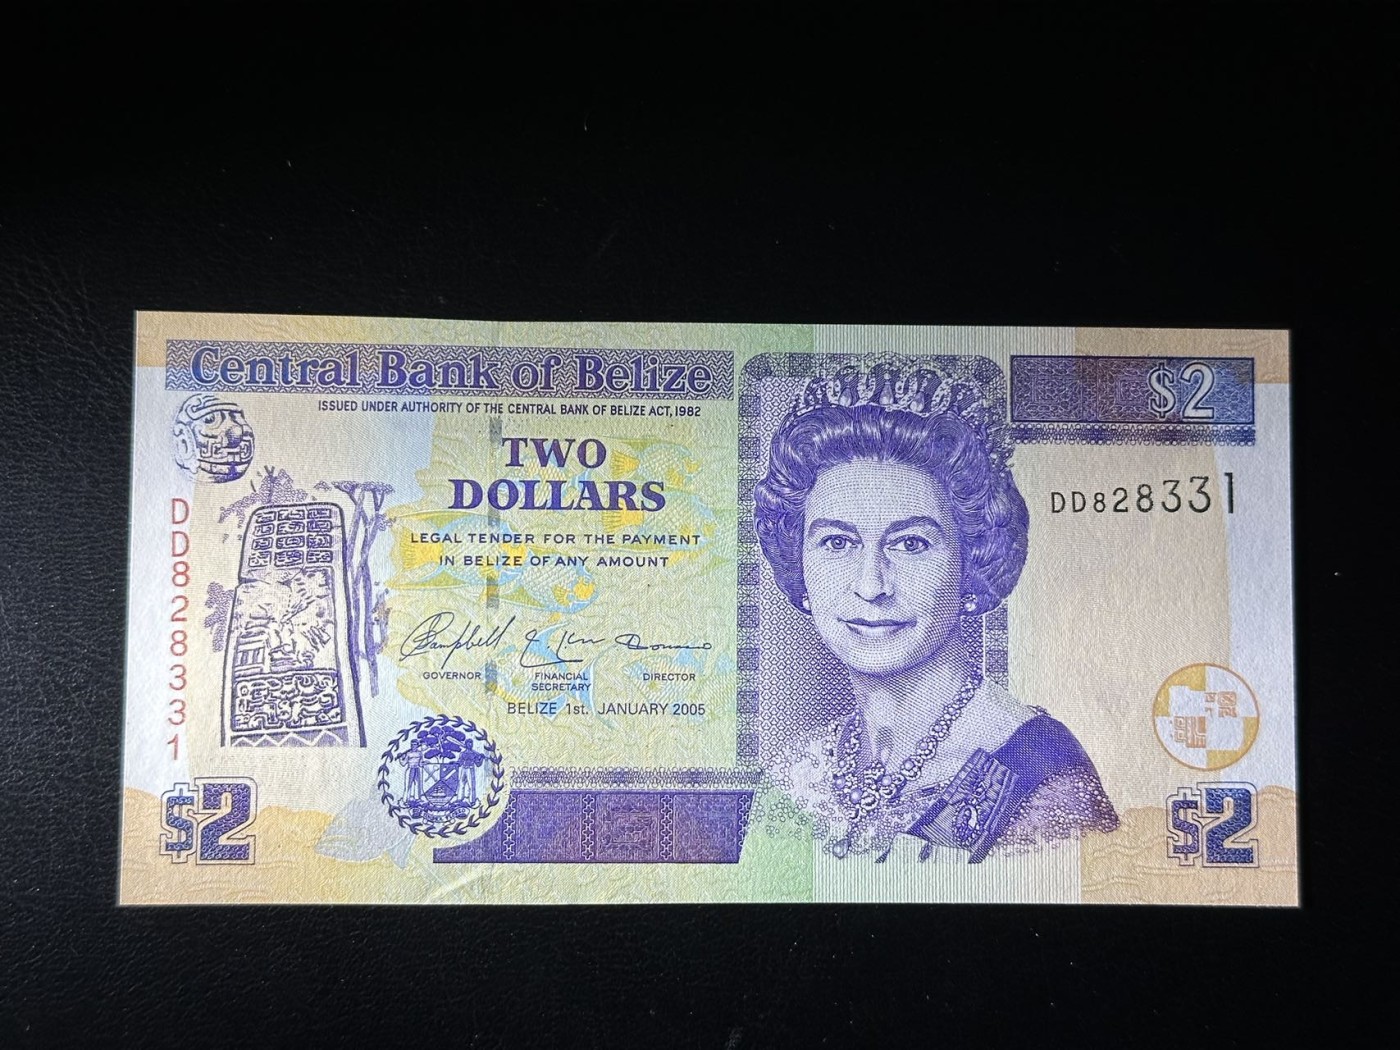 Central Bank of Belize
ISSUED UNDER AUTHORITY OF THE CENTRAL BANK OF BELIZE ACT, 1982
$2
TWO
DOLLARS
LEGAL TENDER FOR THE PAYMENT
IN BELIZE OF ANY AMOUNT
DD828331
DD828331
Campbell
GOVERNOR
FINANCIAL
SECRETARY
DIRECTOR
BELIZE 1st. JANUARY 2005
$2
$2